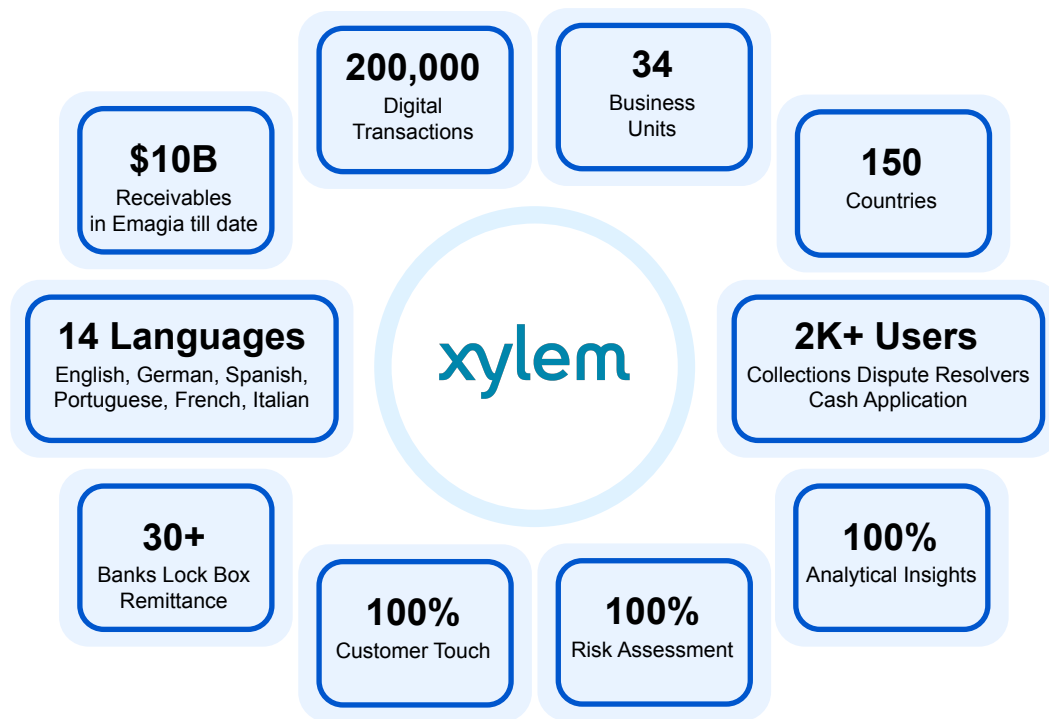 200,000
Digital
Transactions
34
Business
Units
$10B
Receivables
in Emagia till date
150
Countries
14 Languages
English, German, Spanish,
Portuguese, French, Italian
xylem
2K+ Users
Collections Dispute Resolvers
Cash Application
30+
Banks Lock Box
Remittance
100%
Customer Touch
100%
Risk Assessment
100%
Analytical Insights